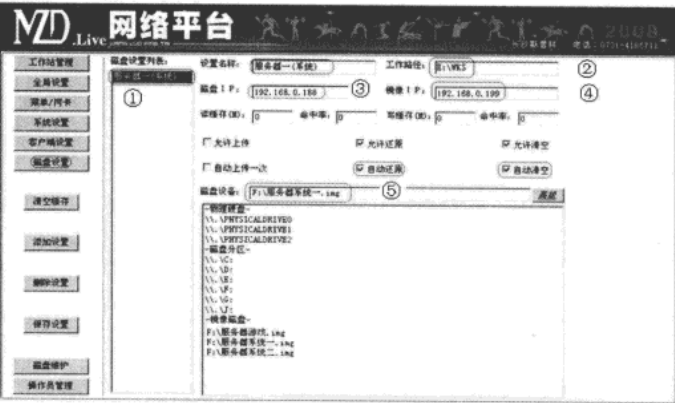 MZD.Live 网络平台 2008
工作站管理
全局设置
菜单/网卡
系统设置
客户端设置
(磁盘设置)
清空缓存
添加设置
删除设置
保存设置
磁盘维护
操作员管理
磁盘设置列表:
服务器一(系统)
①
设置名称: 服务器一(系统) 工作路径: E:\WKS ②
磁盘IP: 192.168.0.188 ③ 镜像IP: 192.168.0.199 ④
读缓存(M): 0 命中率: 0 写缓存(M): 0 命中率: 0
允许上传 允许还原 允许清空
自动上传一次 自动还原 自动清空
磁盘设备: F:\服务器系统一.img ⑤ 高级
-物理硬盘-
\\.\PHYSICALDRIVE0
\\.\PHYSICALDRIVE1
\\.\PHYSICALDRIVE2
-磁盘分区-
\\.\C:
\\.\D:
\\.\E:
\\.\F:
\\.\G:
\\.\J:
-镜像磁盘-
F:\服务器游戏.img
F:\服务器系统一.img
F:\服务器系统二.img